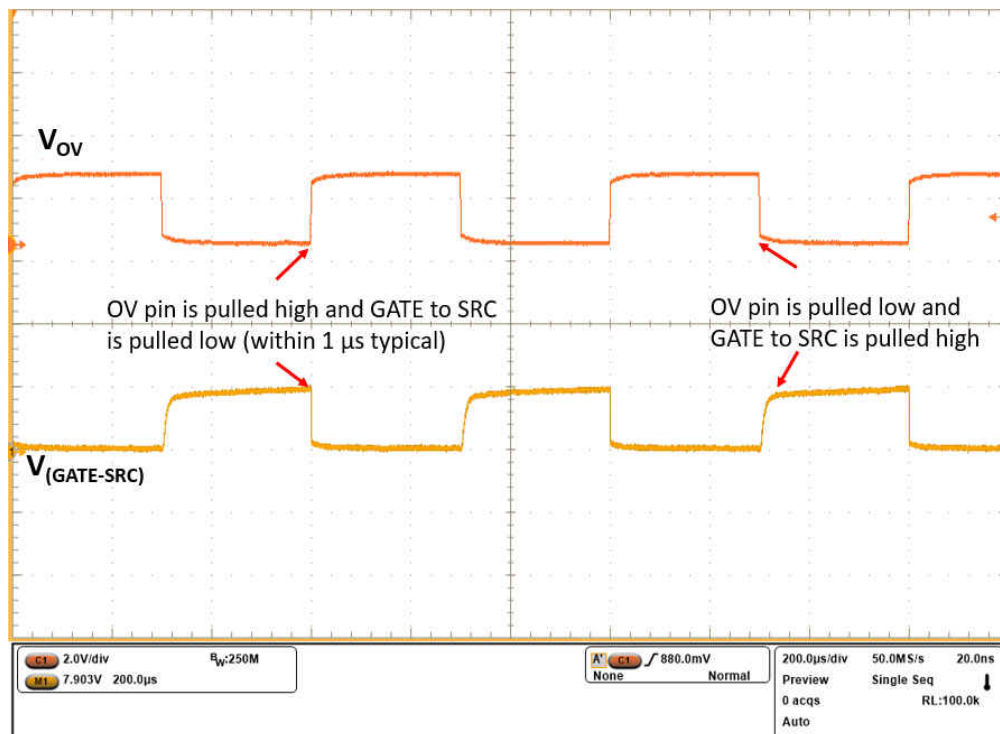 VOV
OV pin is pulled high and GATE to SRC
is pulled low (within 1 µs typical)
OV pin is pulled low and
GATE to SRC is pulled high
V(GATE-SRC)
C1 2.0V/div BW:250M
M1 7.903V 200.0µs
A' C1 880.0mV
None Normal
200.0µs/div 50.0MS/s 20.0ns
Preview Single Seq
0 acqs RL:100.0k
Auto